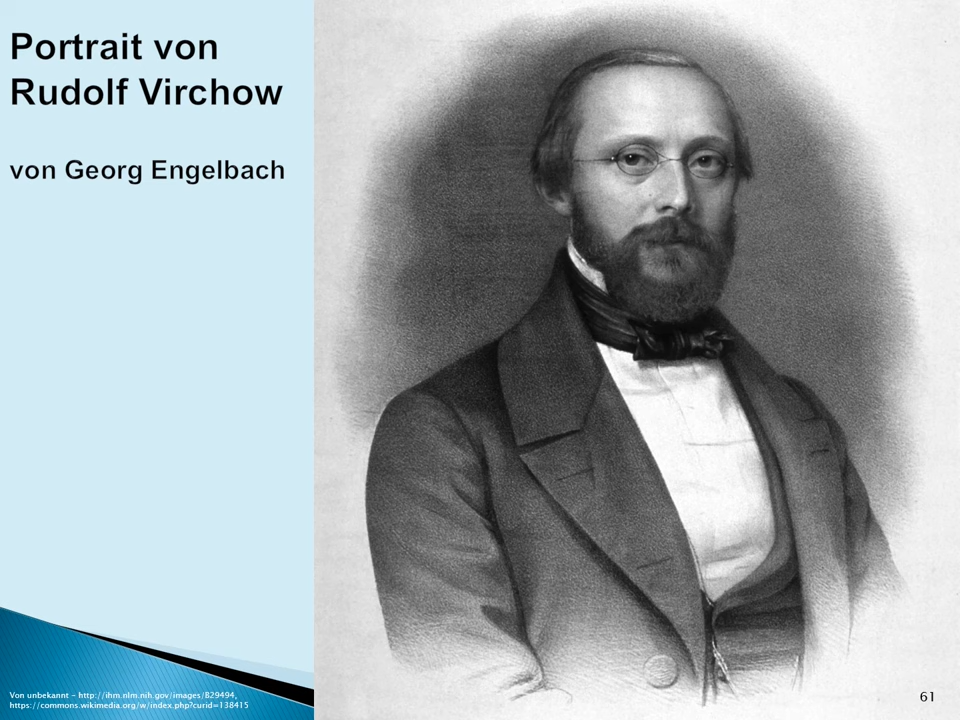 Portrait von
Rudolf Virchow
von Georg Engelbach
Von unbekannt - http://ihm.nlm.nih.gov/images/B29494,
https://commons.wikimedia.org/w/index.php?curid=138415
61